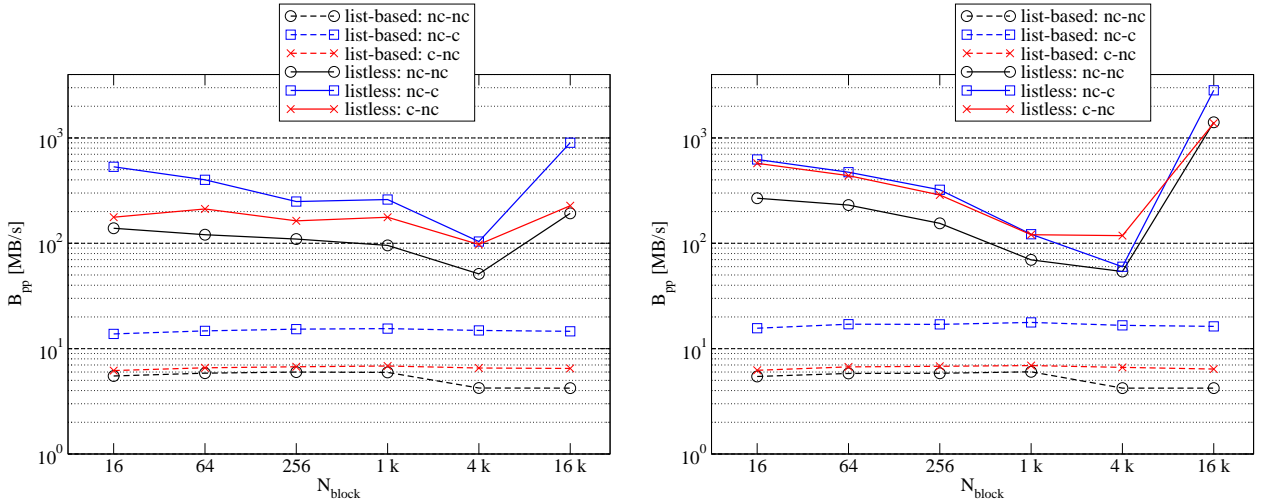 list-based: nc-nc
list-based: nc-c
list-based: c-nc
listless: nc-nc
listless: nc-c
listless: c-nc
10^3
10^2
10^1
10^0
B_pp [MB/s]
16 64 256 1 k 4 k 16 k
N_block
list-based: nc-nc
list-based: nc-c
list-based: c-nc
listless: nc-nc
listless: nc-c
listless: c-nc
10^3
10^2
10^1
10^0
B_pp [MB/s]
16 64 256 1 k 4 k 16 k
N_block